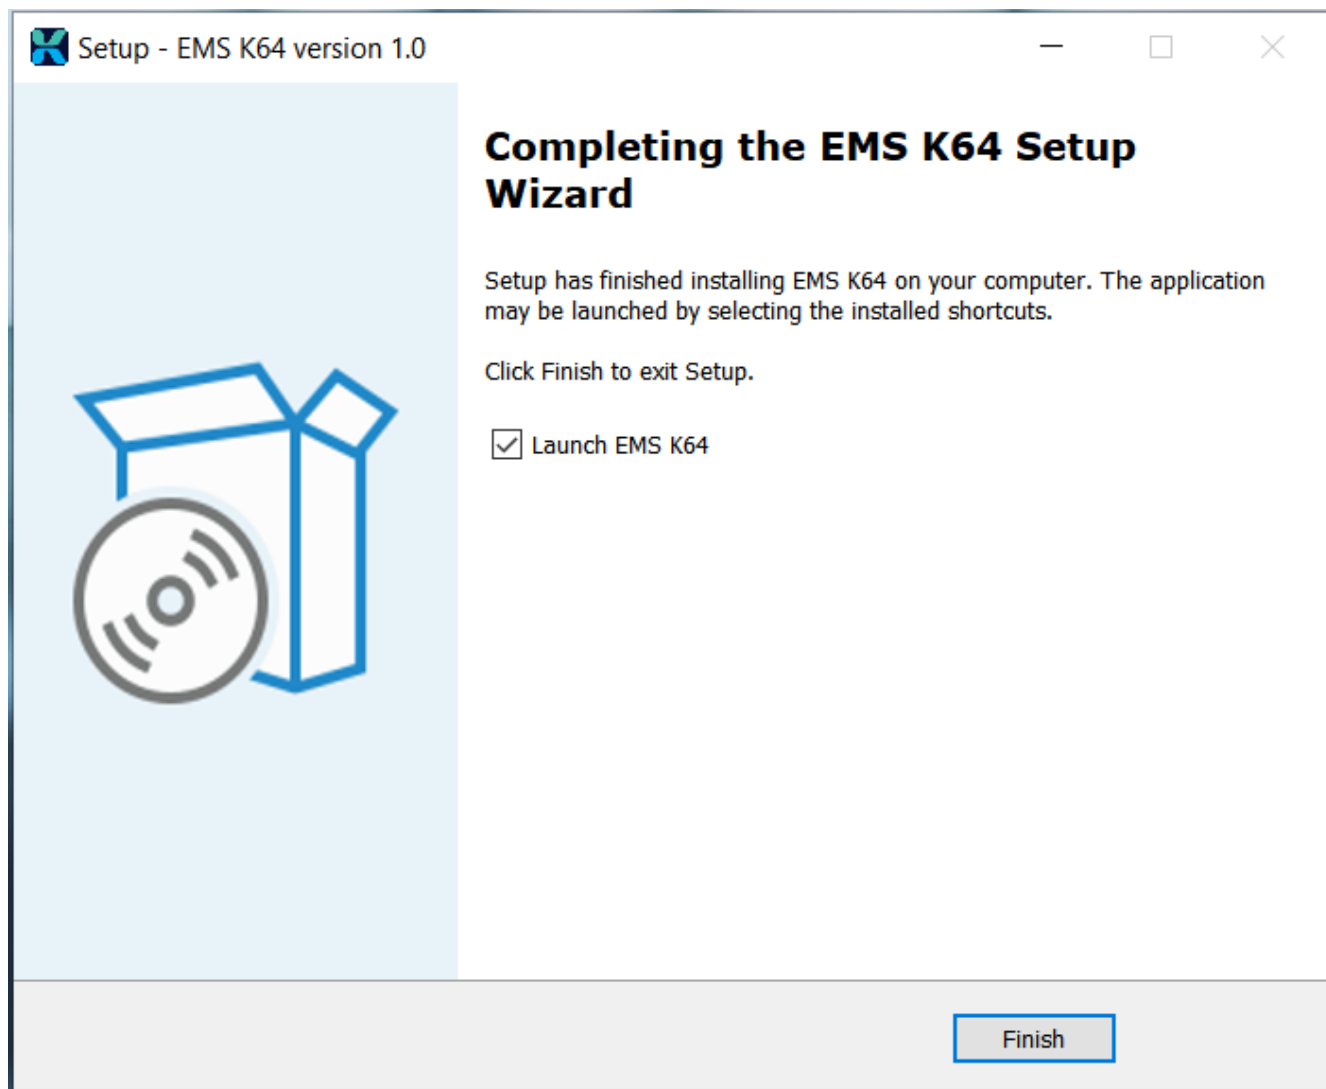 Setup - EMS K64 version 1.0
Completing the EMS K64 Setup
Wizard
Setup has finished installing EMS K64 on your computer. The application
may be launched by selecting the installed shortcuts.
Click Finish to exit Setup.
Launch EMS K64
Finish